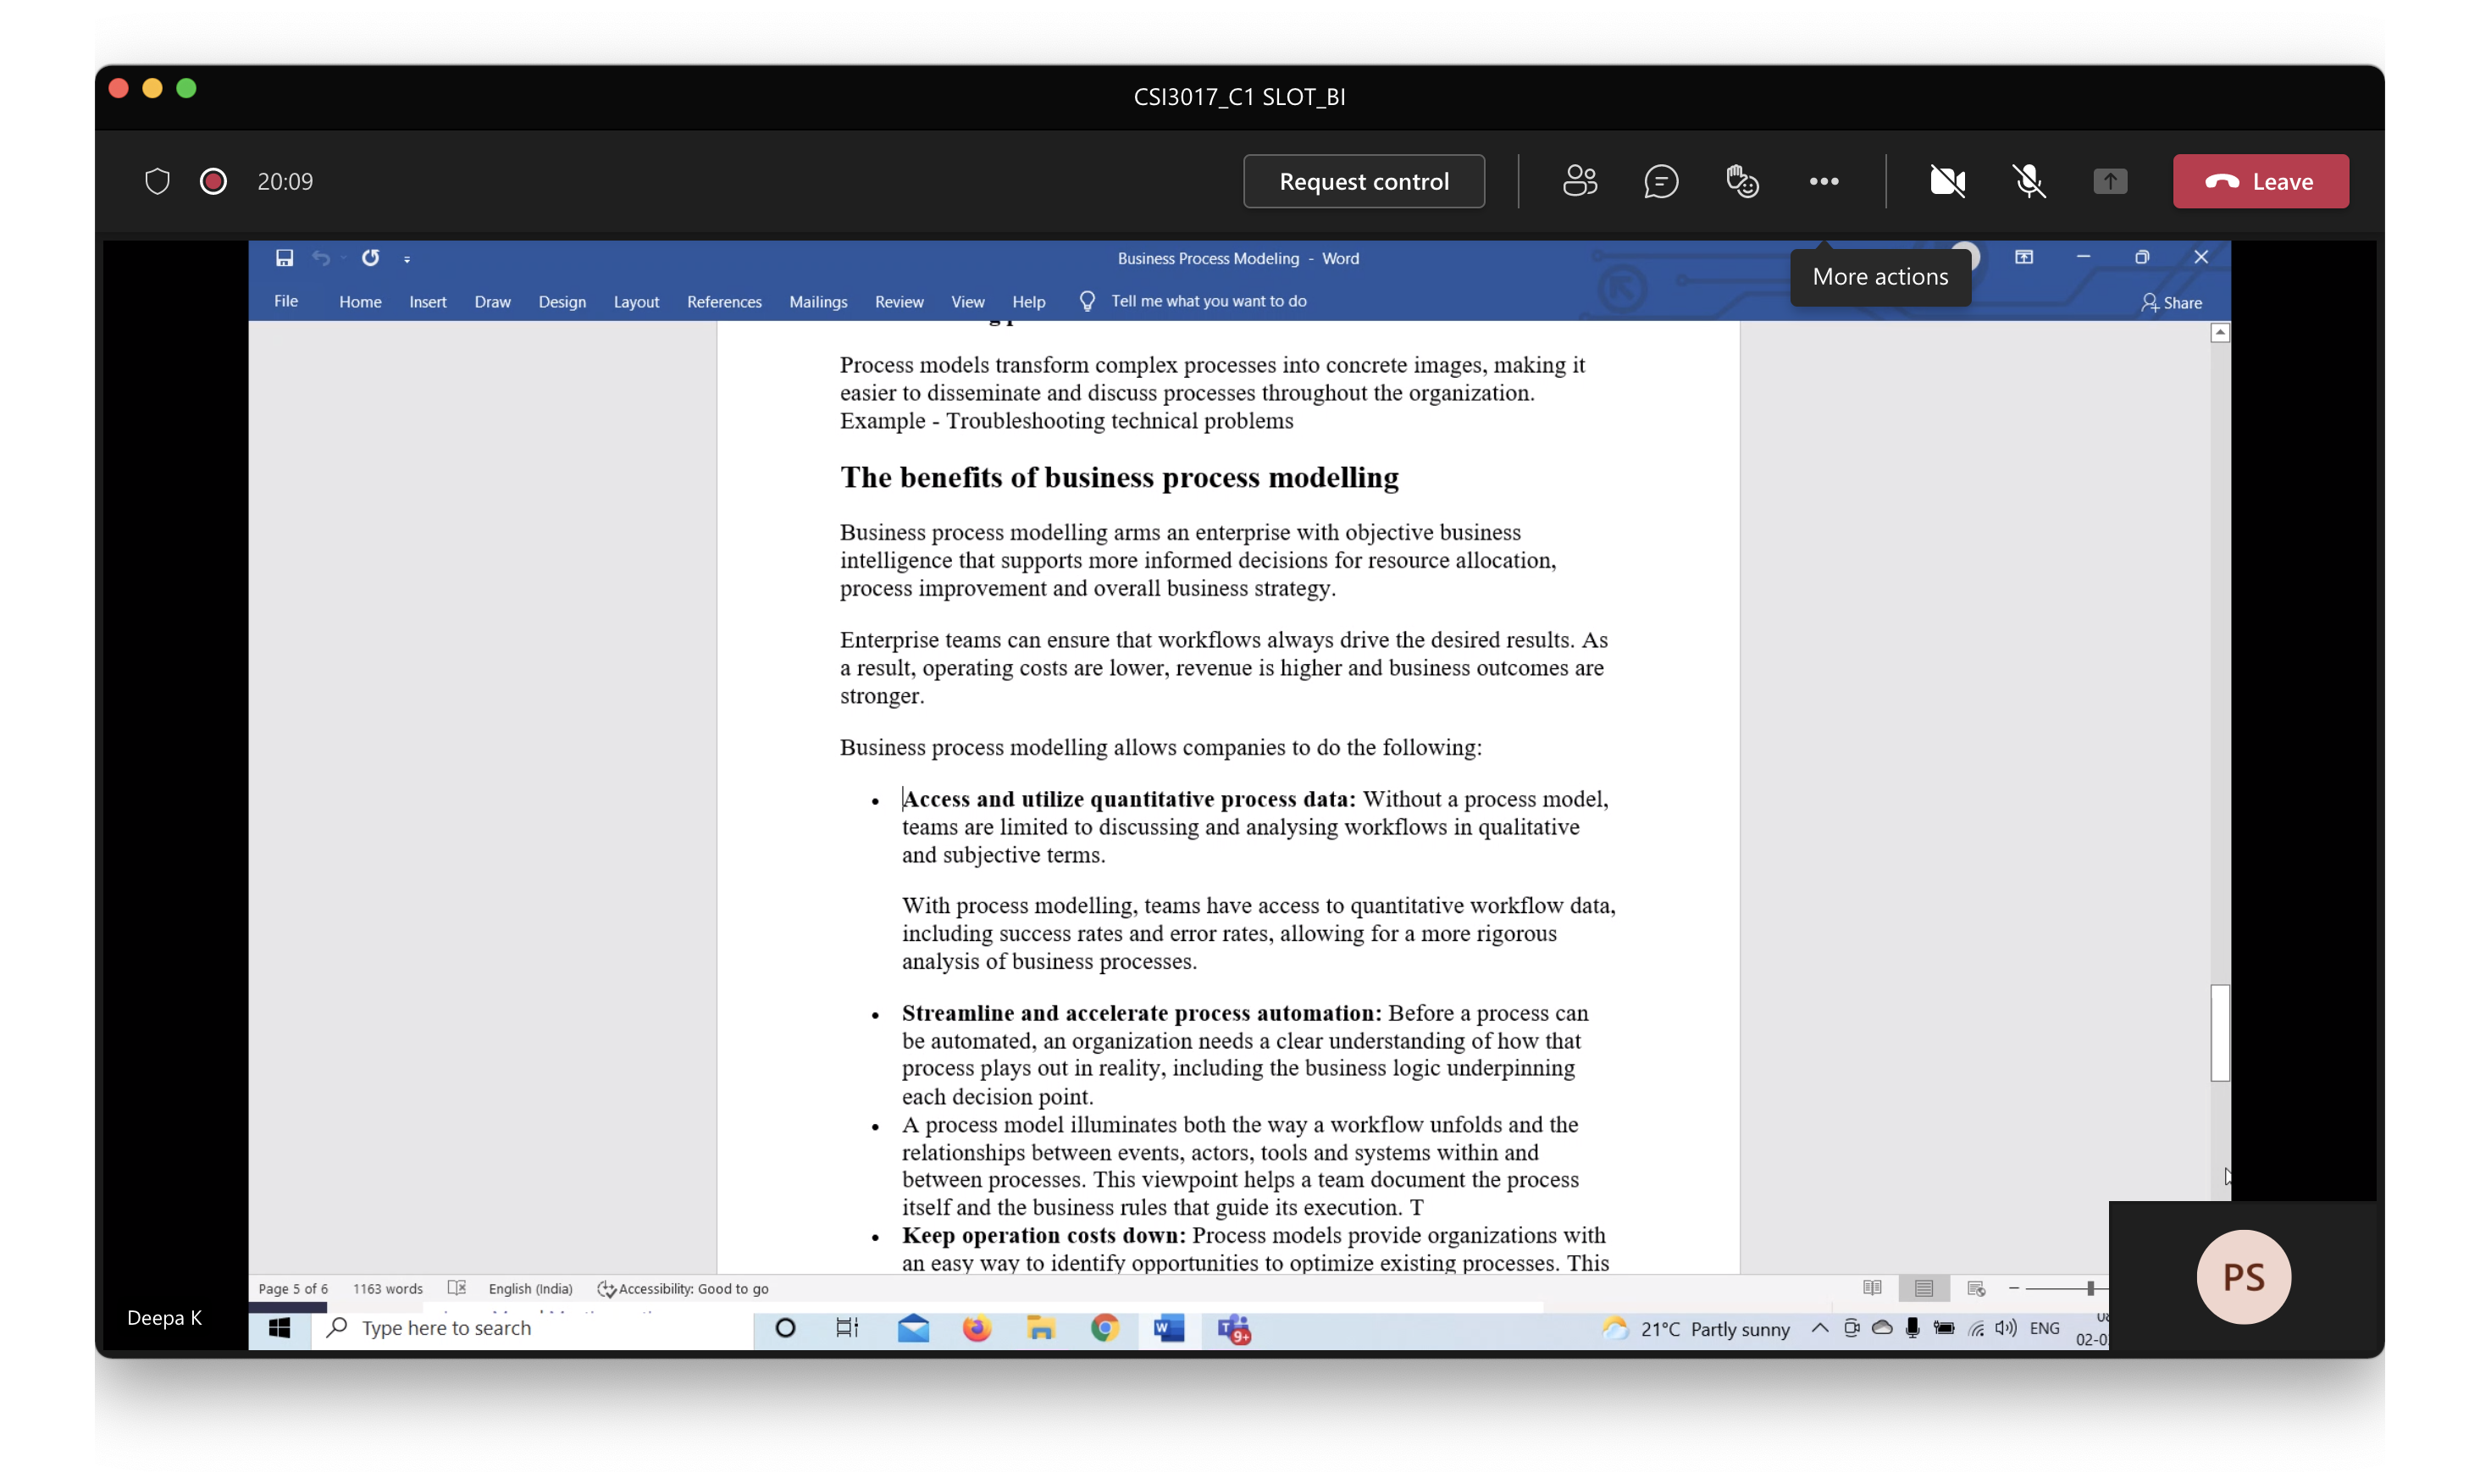 CSI3017_C1 SLOT_BI
20:09
Request control
Leave
Business Process Modeling - Word
More actions
File Home Insert Draw Design Layout References Mailings Review View Help Tell me what you want to do
Share
Process models transform complex processes into concrete images, making it
easier to disseminate and discuss processes throughout the organization.
Example - Troubleshooting technical problems
The benefits of business process modelling
Business process modelling arms an enterprise with objective business
intelligence that supports more informed decisions for resource allocation,
process improvement and overall business strategy.
Enterprise teams can ensure that workflows always drive the desired results. As
a result, operating costs are lower, revenue is higher and business outcomes are
stronger.
Business process modelling allows companies to do the following:
• Access and utilize quantitative process data: Without a process model,
teams are limited to discussing and analysing workflows in qualitative
and subjective terms.
With process modelling, teams have access to quantitative workflow data,
including success rates and error rates, allowing for a more rigorous
analysis of business processes.
• Streamline and accelerate process automation: Before a process can
be automated, an organization needs a clear understanding of how that
process plays out in reality, including the business logic underpinning
each decision point.
• A process model illuminates both the way a workflow unfolds and the
relationships between events, actors, tools and systems within and
between processes. This viewpoint helps a team document the process
itself and the business rules that guide its execution. T
• Keep operation costs down: Process models provide organizations with
an easy way to identify opportunities to optimize existing processes. This
Page 5 of 6 1163 words English (India) Accessibility: Good to go
PS
Deepa K
Type here to search
9+
21°C Partly sunny
ENG
02-0